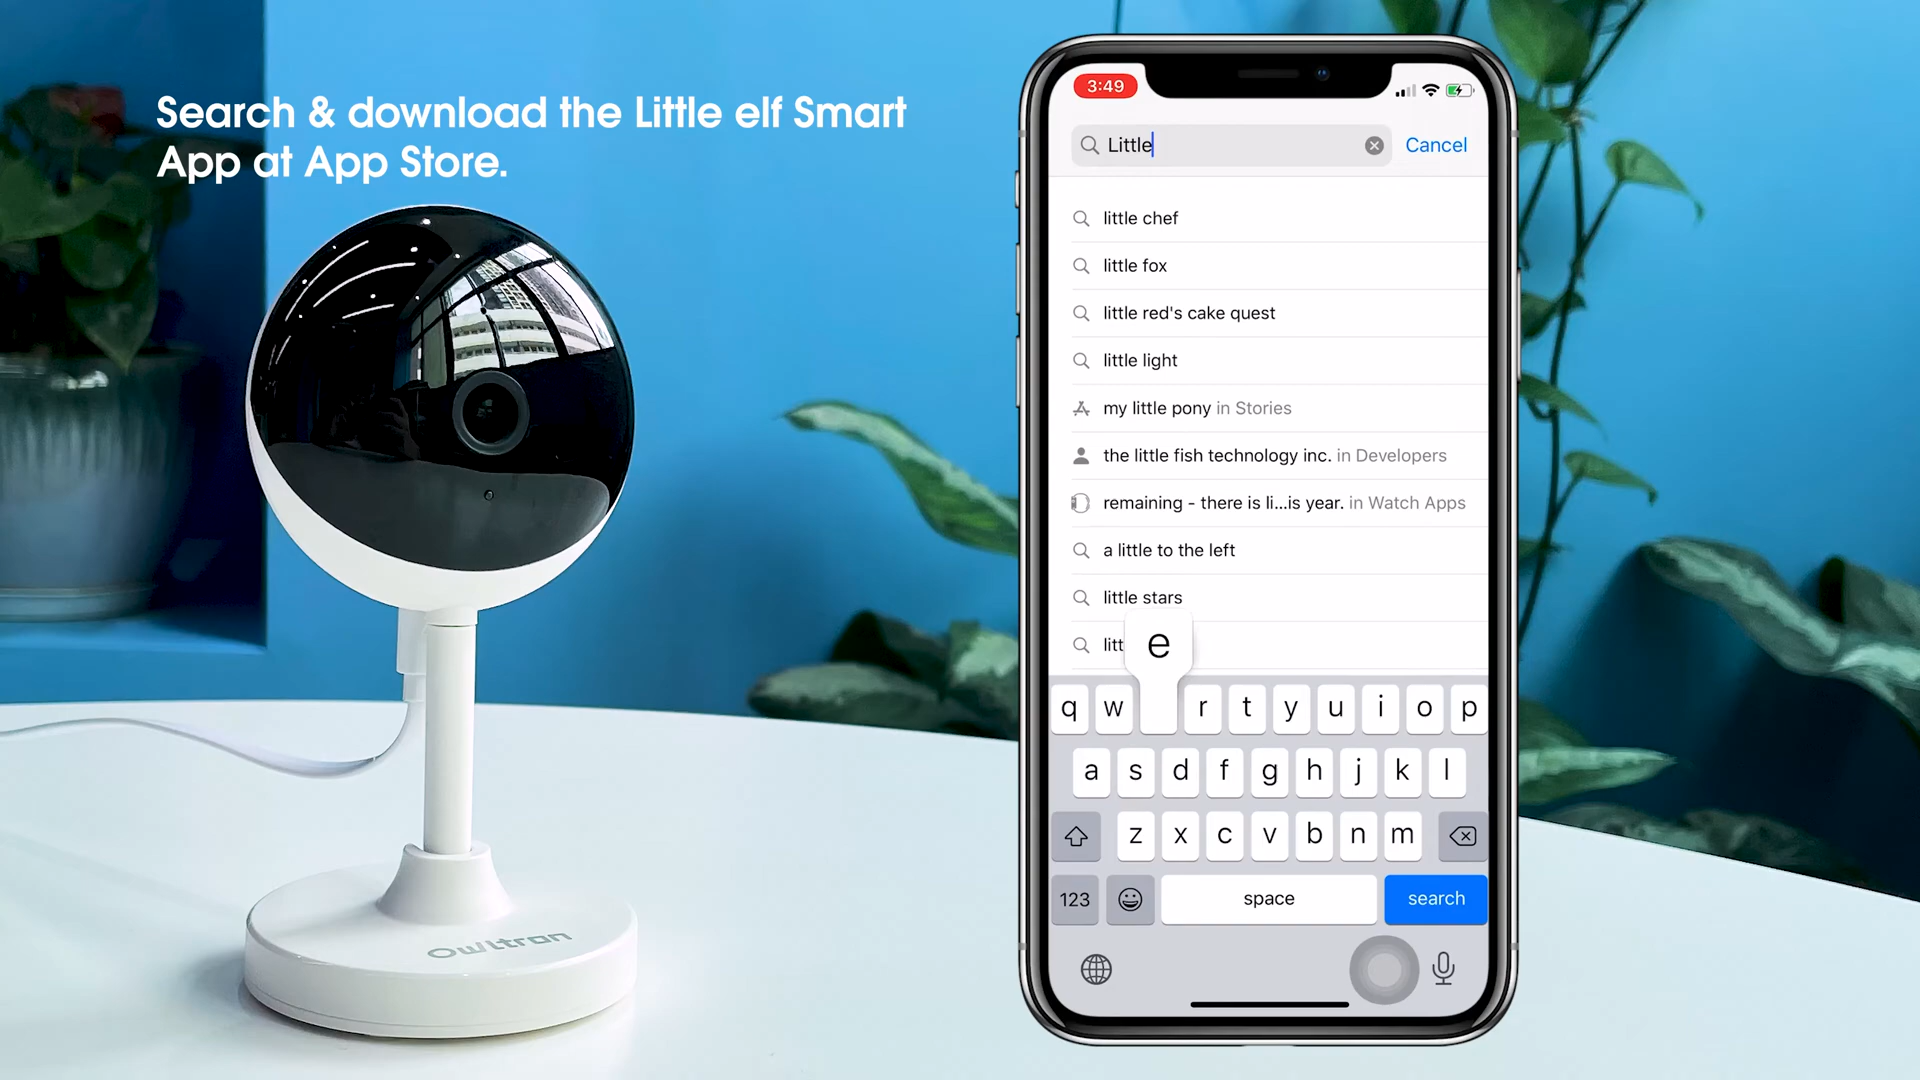 Search & download the Little elf Smart
App at App Store.
3:49
Little
Cancel
little chef
little fox
little red's cake quest
little light
my little pony in Stories
the little fish technology inc. in Developers
remaining - there is li...is year. in Watch Apps
a little to the left
little stars
litt
e
q w r t y u i o p
a s d f g h j k l
z x c v b n m
123 space search
Owltron